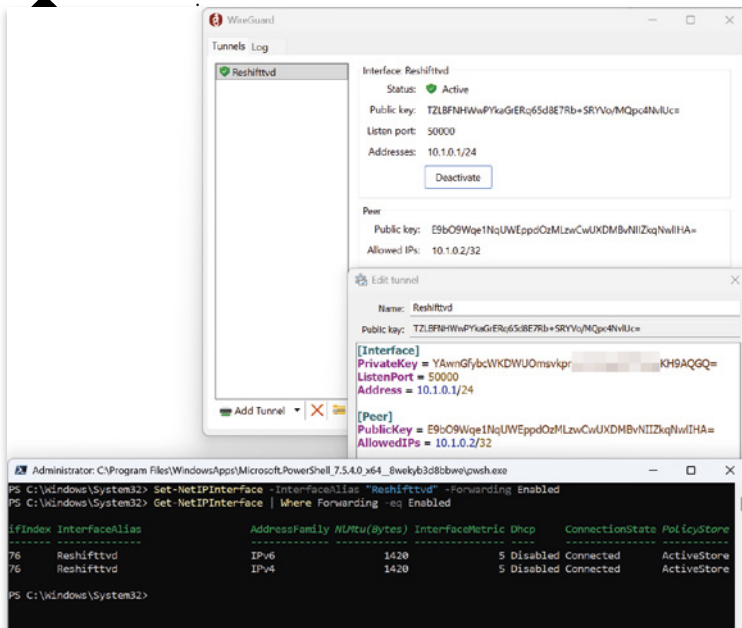 WireGuard
Tunnels Log
Reshifttvd
Interface: Reshifttvd
Status: Active
Public key: TZLBFNHWwPYkaGrERq65d8E7Rb+SRYVo/MQpc4NvlUc=
Listen port: 50000
Addresses: 10.1.0.1/24
Deactivate
Peer
Public key: E9bO9Wqe1NqUWEppdOzMLzwCwUXDMBvNIIZkqNwlIHA=
Allowed IPs: 10.1.0.2/32
Edit tunnel
Name: Reshifttvd
Public key: TZLBFNHWwPYkaGrERq65d8E7Rb+SRYVo/MQpc4NvlUc=
[Interface]
PrivateKey = YAwnGfybcWKDWUOmsvkpr KH9AQGQ=
ListenPort = 50000
Address = 10.1.0.1/24
[Peer]
PublicKey = E9bO9Wqe1NqUWEppdOzMLzwCwUXDMBvNIIZkqNwlIHA=
AllowedIPs = 10.1.0.2/32
Add Tunnel
Administrator: C:\Program Files\WindowsApps\Microsoft.PowerShell_7.5.4.0_x64__8wekyb3d8bbwe\pwsh.exe
PS C:\Windows\System32> Set-NetIPInterface -InterfaceAlias "Reshifttvd" -Forwarding Enabled
PS C:\Windows\System32> Get-NetIPInterface | Where Forwarding -eq Enabled
ifIndex InterfaceAlias AddressFamily NlMtu(Bytes) InterfaceMetric Dhcp ConnectionState PolicyStore
------- -------------- ------------- ------------ --------------- ---- --------------- -----------
76 Reshifttvd IPv6 1420 5 Disabled Connected ActiveStore
76 Reshifttvd IPv4 1420 5 Disabled Connected ActiveStore
PS C:\Windows\System32>